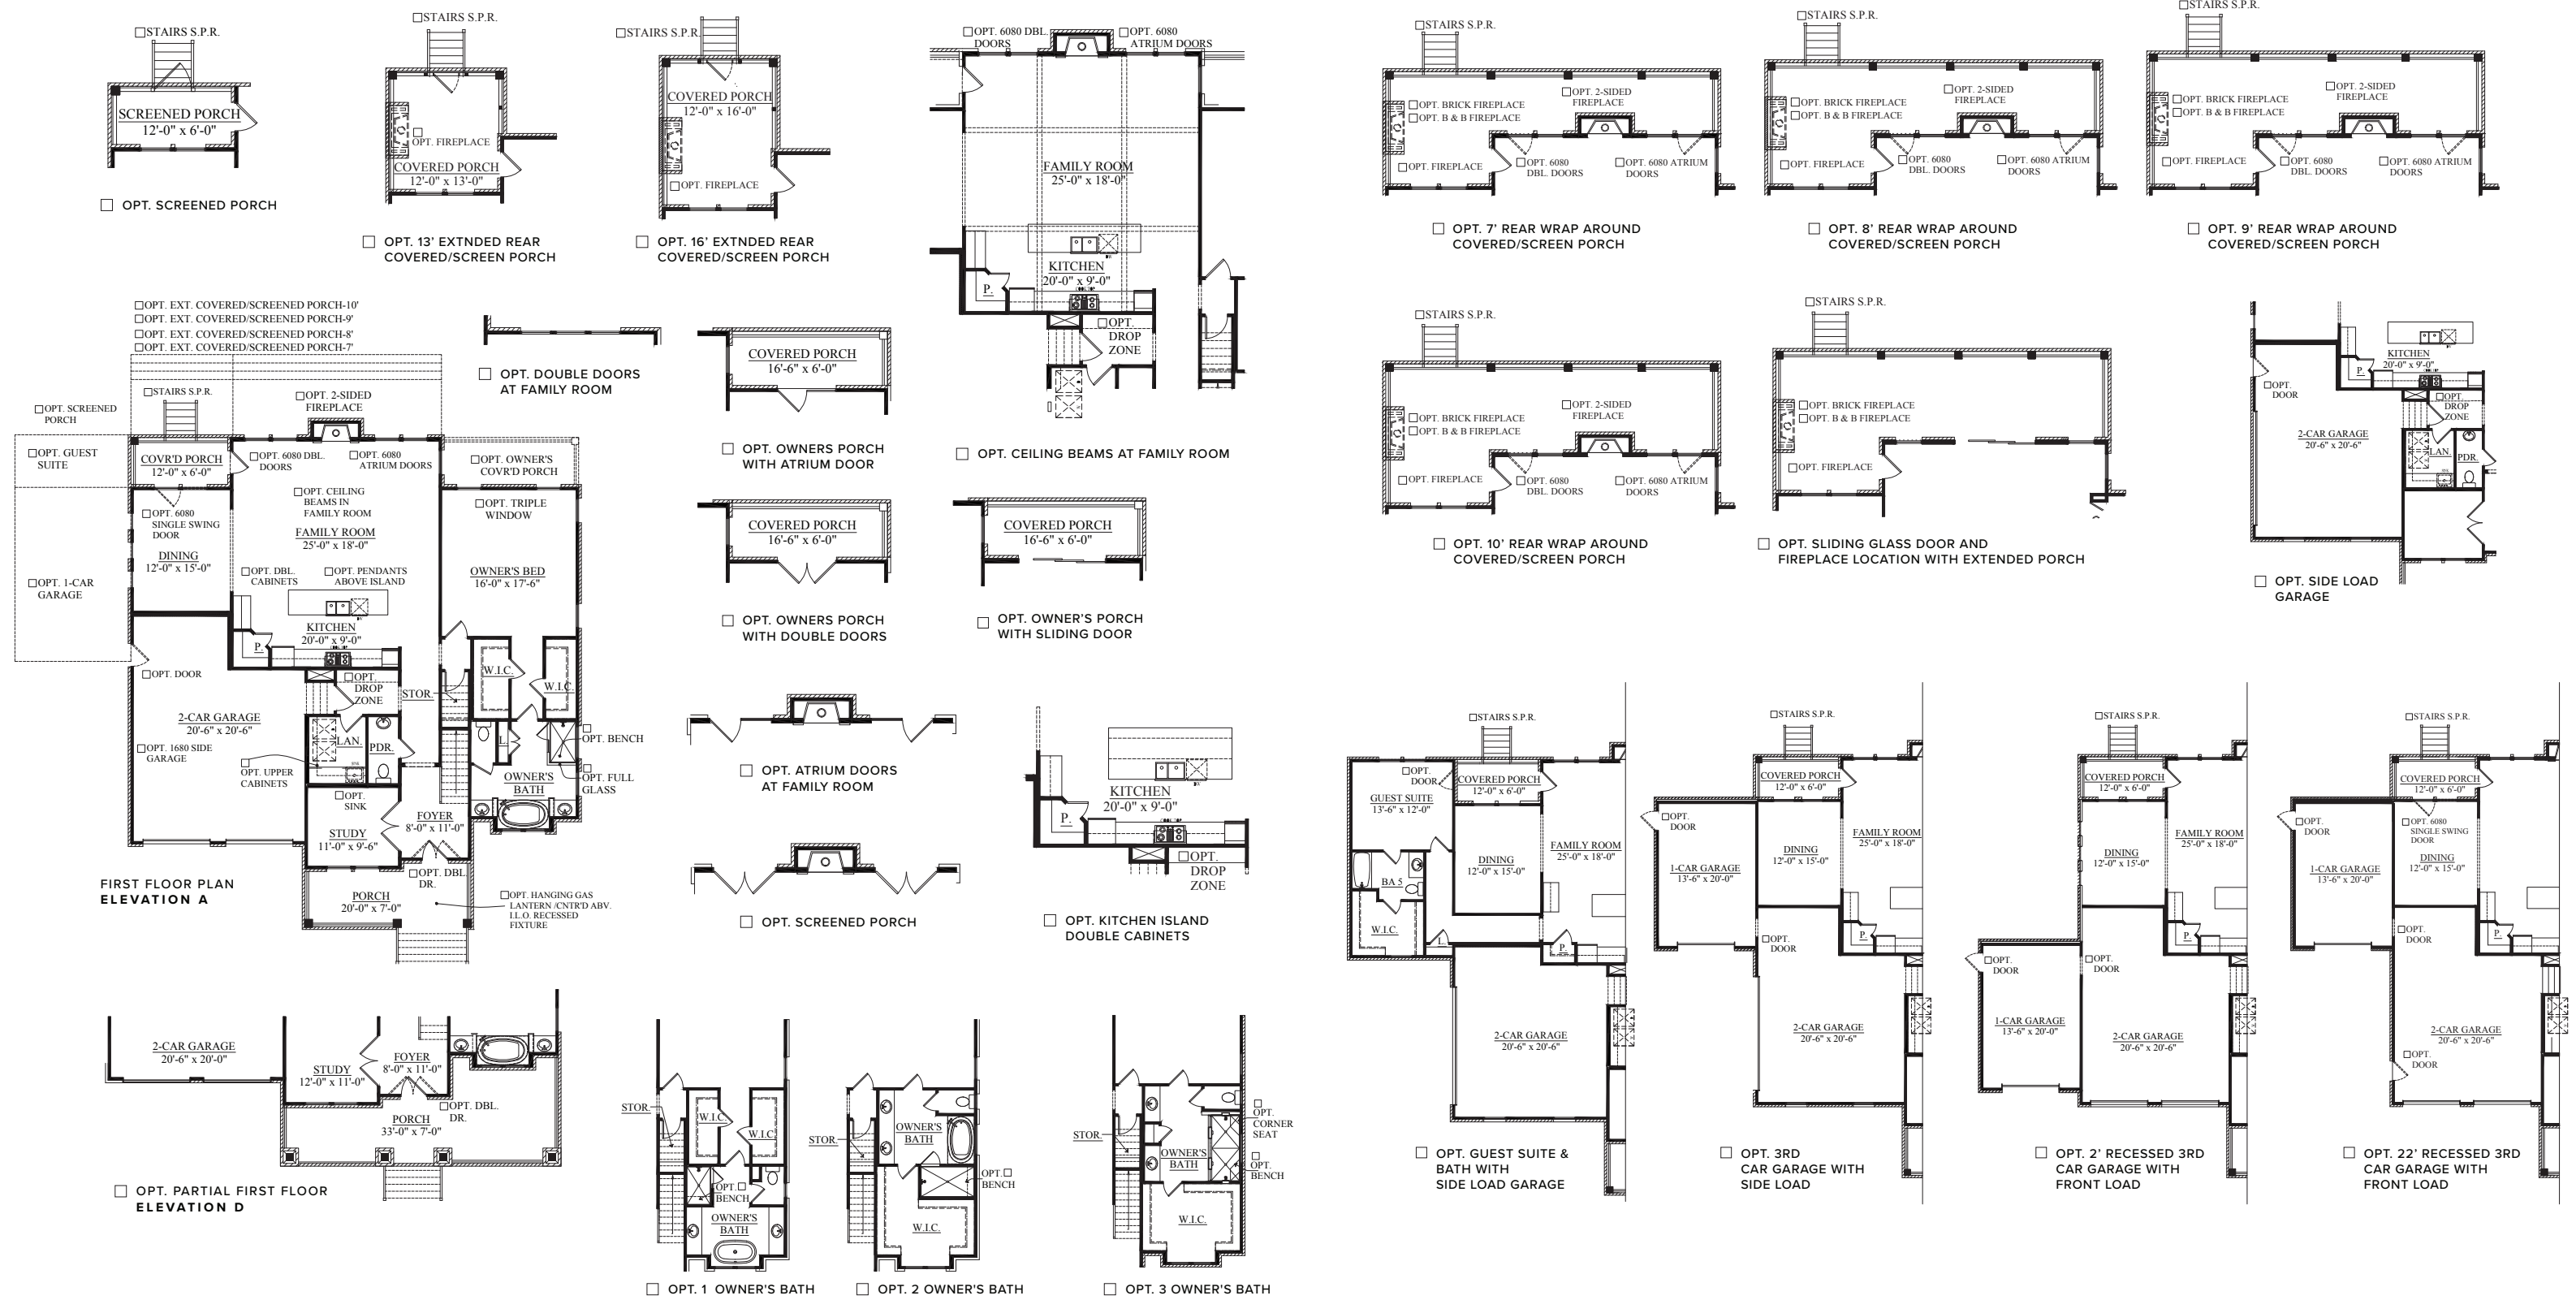 □STAIRS S.P.R.
SCREENED PORCH
12'-0" x 6'-0"
□ OPT. SCREENED PORCH
□STAIRS S.P.R.
□
OPT. FIREPLACE
COVERED PORCH
12'-0" x 13'-0"
□ OPT. 13' EXTNDED REAR
COVERED/SCREEN PORCH
□STAIRS S.P.R.
COVERED PORCH
12'-0" x 16'-0"
□OPT. FIREPLACE
□ OPT. 16' EXTNDED REAR
COVERED/SCREEN PORCH
□OPT. 6080 DBL.
DOORS
□OPT. 6080
ATRIUM DOORS
FAMILY ROOM
25'-0" x 18'-0"
KITCHEN
20'-0" x 9'-0"
P.
□OPT.
DROP
ZONE
□ OPT. CEILING BEAMS AT FAMILY ROOM
□STAIRS S.P.R.
□OPT. BRICK FIREPLACE
□OPT. B & B FIREPLACE
□OPT. 2-SIDED
FIREPLACE
□OPT. FIREPLACE
□OPT. 6080
DBL. DOORS
□OPT. 6080 ATRIUM
DOORS
□ OPT. 7' REAR WRAP AROUND
COVERED/SCREEN PORCH
□STAIRS S.P.R.
□OPT. BRICK FIREPLACE
□OPT. B & B FIREPLACE
□OPT. 2-SIDED
FIREPLACE
□OPT. FIREPLACE
□OPT. 6080
DBL. DOORS
□OPT. 6080 ATRIUM
DOORS
□ OPT. 8' REAR WRAP AROUND
COVERED/SCREEN PORCH
□STAIRS S.P.R.
□OPT. BRICK FIREPLACE
□OPT. B & B FIREPLACE
□OPT. 2-SIDED
FIREPLACE
□OPT. FIREPLACE
□OPT. 6080
DBL. DOORS
□OPT. 6080 ATRIUM
DOORS
□ OPT. 9' REAR WRAP AROUND
COVERED/SCREEN PORCH
□OPT. EXT. COVERED/SCREENED PORCH-10'
□OPT. EXT. COVERED/SCREENED PORCH-9'
□OPT. EXT. COVERED/SCREENED PORCH-8'
□OPT. EXT. COVERED/SCREENED PORCH-7'
□STAIRS S.P.R.
□OPT. 2-SIDED
FIREPLACE
□OPT. SCREENED
PORCH
□OPT. GUEST
SUITE
COVR'D PORCH
12'-0" x 6'-0"
□OPT. 6080 DBL.
DOORS
□OPT. 6080
ATRIUM DOORS
□OPT. OWNER'S
COVR'D PORCH
□OPT. CEILING
BEAMS IN
FAMILY ROOM
□OPT. TRIPLE
WINDOW
□OPT. 6080
SINGLE SWING
DOOR
FAMILY ROOM
25'-0" x 18'-0"
DINING
12'-0" x 15'-0"
□OPT. 1-CAR
GARAGE
□OPT. DBL.
CABINETS
□OPT. PENDANTS
ABOVE ISLAND
OWNER'S BED
16'-0" x 17'-6"
KITCHEN
20'-0" x 9'-0"
P.
□OPT. DOOR
□OPT.
DROP
ZONE
STOR.
W.I.C.
W.I.C.
2-CAR GARAGE
20'-6" x 20'-6"
□OPT. 1680 SIDE
GARAGE
□
OPT. UPPER
CABINETS
LAN.
PDR.
L.
□
OPT. BENCH
□
OPT. FULL
GLASS
OWNER'S
BATH
□OPT.
SINK
STUDY
11'-0" x 9'-6"
FOYER
8'-0" x 11'-0"
□OPT. DBL.
DR.
PORCH
20'-0" x 7'-0"
□OPT. HANGING GAS
LANTERN /CNTR'D ABV.
I.L.O. RECESSED
FIXTURE
FIRST FLOOR PLAN
ELEVATION A
□ OPT. DOUBLE DOORS
AT FAMILY ROOM
COVERED PORCH
16'-6" x 6'-0"
□ OPT. OWNERS PORCH
WITH ATRIUM DOOR
COVERED PORCH
16'-6" x 6'-0"
□ OPT. OWNERS PORCH
WITH DOUBLE DOORS
COVERED PORCH
16'-6" x 6'-0"
□ OPT. OWNER'S PORCH
WITH SLIDING DOOR
□ OPT. ATRIUM DOORS
AT FAMILY ROOM
□ OPT. SCREENED PORCH
KITCHEN
20'-0" x 9'-0"
P.
□OPT.
DROP
ZONE
□ OPT. KITCHEN ISLAND
DOUBLE CABINETS
□STAIRS S.P.R.
□OPT. BRICK FIREPLACE
□OPT. B & B FIREPLACE
□OPT. 2-SIDED
FIREPLACE
□OPT. FIREPLACE
□OPT. 6080
DBL. DOORS
□OPT. 6080 ATRIUM
DOORS
□ OPT. 10' REAR WRAP AROUND
COVERED/SCREEN PORCH
□STAIRS S.P.R.
□OPT. BRICK FIREPLACE
□OPT. B & B FIREPLACE
□OPT. FIREPLACE
□ OPT. SLIDING GLASS DOOR AND
FIREPLACE LOCATION WITH EXTENDED PORCH
KITCHEN
20'-0" x 9'-0"
P.
□OPT.
DOOR
□OPT.
DROP
ZONE
2-CAR GARAGE
20'-6" x 20'-6"
LAN.
PDR.
□ OPT. SIDE LOAD
GARAGE
2-CAR GARAGE
20'-6" x 20'-0"
STUDY
12'-0" x 11'-0"
FOYER
8'-0" x 11'-0"
□OPT. DBL.
DR.
PORCH
33'-0" x 7'-0"
□ OPT. PARTIAL FIRST FLOOR
ELEVATION D
STOR.
W.I.C.
W.I.C.
OPT.□
BENCH
OWNER'S
BATH
□ OPT. 1 OWNER'S BATH
STOR.
OWNER'S
BATH
OPT.□
BENCH
W.I.C.
□ OPT. 2 OWNER'S BATH
STOR.
□
OPT.
CORNER
SEAT
OWNER'S
BATH
□
OPT.
BENCH
W.I.C.
□ OPT. 3 OWNER'S BATH
□STAIRS S.P.R.
□OPT.
DOOR
COVERED PORCH
12'-0" x 6'-0"
GUEST SUITE
13'-6" x 12'-0"
FAMILY ROOM
25'-0" x 18'-0"
DINING
12'-0" x 15'-0"
BA 5
W.I.C.
L.
P.
2-CAR GARAGE
20'-6" x 20'-6"
□ OPT. GUEST SUITE &
BATH WITH
SIDE LOAD GARAGE
□STAIRS S.P.R.
COVERED PORCH
12'-0" x 6'-0"
□OPT.
DOOR
FAMILY ROOM
25'-0" x 18'-0"
DINING
12'-0" x 15'-0"
1-CAR GARAGE
13'-6" x 20'-0"
P.
□OPT.
DOOR
2-CAR GARAGE
20'-6" x 20'-6"
□ OPT. 3RD
CAR GARAGE WITH
SIDE LOAD
□STAIRS S.P.R.
COVERED PORCH
12'-0" x 6'-0"
FAMILY ROOM
25'-0" x 18'-0"
DINING
12'-0" x 15'-0"
P.
□OPT.
DOOR
□OPT.
DOOR
1-CAR GARAGE
13'-6" x 20'-0"
2-CAR GARAGE
20'-6" x 20'-6"
□ OPT. 2' RECESSED 3RD
CAR GARAGE WITH
FRONT LOAD
□STAIRS S.P.R.
COVERED PORCH
12'-0" x 6'-0"
□OPT.
DOOR
□OPT. 6080
SINGLE SWING
DOOR
DINING
12'-0" x 15'-0"
1-CAR GARAGE
13'-6" x 20'-0"
P.
□OPT.
DOOR
2-CAR GARAGE
20'-6" x 20'-6"
□OPT.
DOOR
□ OPT. 22' RECESSED 3RD
CAR GARAGE WITH
FRONT LOAD